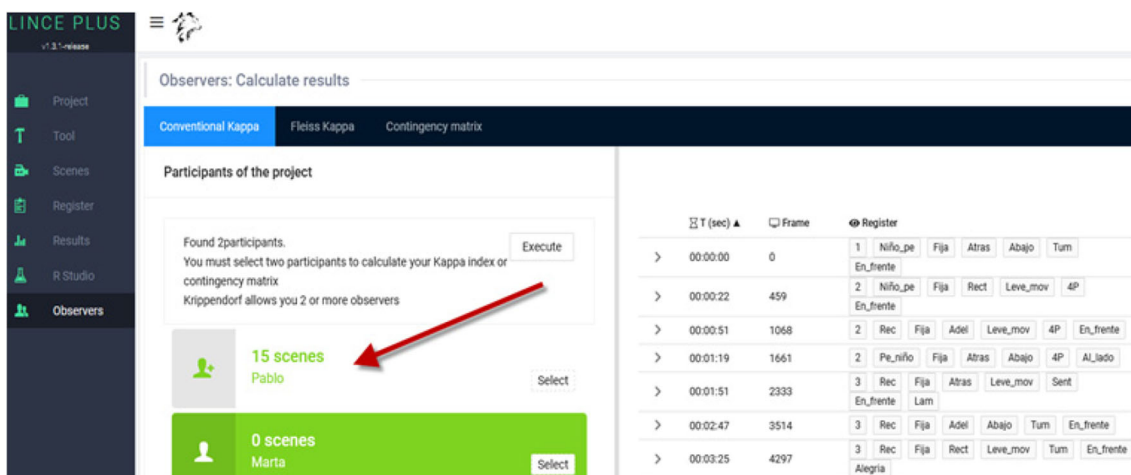 LINCE PLUS
v1.3.1-release
Project
Tool
Scenes
Register
Results
R Studio
Observers
Observers: Calculate results
Conventional Kappa Fleiss Kappa Contingency matrix
Participants of the project
Found 2participants.
You must select two participants to calculate your Kappa index or
contingency matrix
Krippendorf allows you 2 or more observers
Execute
15 scenes
Pablo
Select
0 scenes
Marta
Select
T (sec) ▲ Frame Register
00:00:00 0 1 Niño_pe Fija Atras Abajo Tum
En_frente
00:00:22 459 2 Niño_pe Fija Rect Leve_mov 4P
En_frente
00:00:51 1068 2 Rec Fija Adel Leve_mov 4P En_frente
00:01:19 1661 2 Pe_niño Fija Atras Abajo 4P Al_lado
00:01:51 2333 3 Rec Fija Atras Leve_mov Sent
En_frente Lam
00:02:47 3514 3 Rec Fija Adel Abajo Tum En_frente
00:03:25 4297 3 Rec Fija Rect Leve_mov Tum En_frente
Alegria